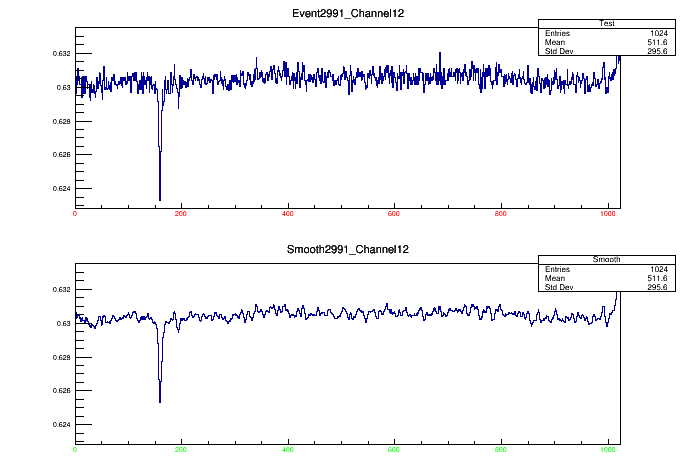 Event2991_Channel12
Test
Entries 1024
Mean 511.6
Std Dev 295.6
0.632
0.63
0.628
0.626
0.624
0 200 400 600 800 1000
Smooth2991_Channel12
Smooth
Entries 1024
Mean 511.6
Std Dev 295.6
0.632
0.63
0.628
0.626
0.624
0 200 400 600 800 1000